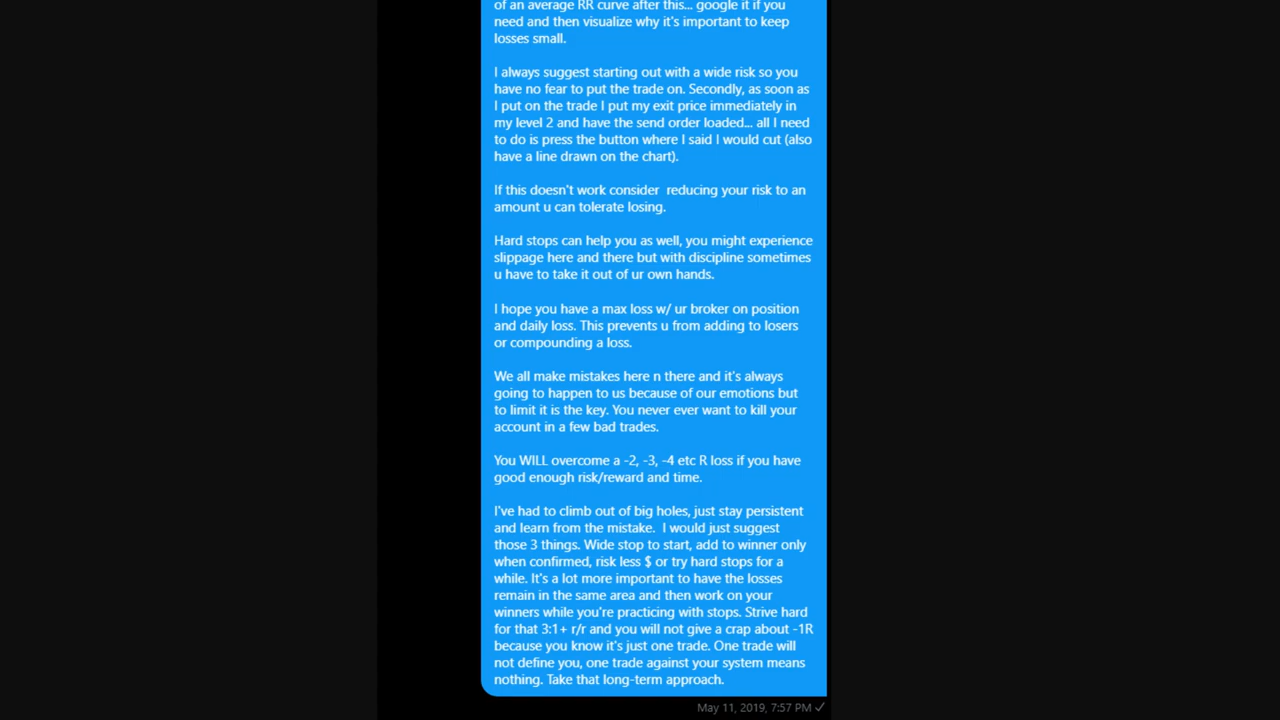 of an average RR curve after this... google it if you
need and then visualize why it's important to keep
losses small.
I always suggest starting out with a wide risk so you
have no fear to put the trade on. Secondly, as soon as
I put on the trade I put my exit price immediately in
my level 2 and have the send order loaded... all I need
to do is press the button where I said I would cut (also
have a line drawn on the chart).
If this doesn't work consider  reducing your risk to an
amount u can tolerate losing.
Hard stops can help you as well, you might experience
slippage here and there but with discipline sometimes
u have to take it out of ur own hands.
I hope you have a max loss w/ ur broker on position
and daily loss. This prevents u from adding to losers
or compounding a loss.
We all make mistakes here n there and it's always
going to happen to us because of our emotions but
to limit it is the key. You never ever want to kill your
account in a few bad trades.
You WILL overcome a -2, -3, -4 etc R loss if you have
good enough risk/reward and time.
I've had to climb out of big holes, just stay persistent
and learn from the mistake.  I would just suggest
those 3 things. Wide stop to start, add to winner only
when confirmed, risk less $ or try hard stops for a
while. It's a lot more important to have the losses
remain in the same area and then work on your
winners while you're practicing with stops. Strive hard
for that 3:1+ r/r and you will not give a crap about -1R
because you know it's just one trade. One trade will
not define you, one trade against your system means
nothing. Take that long-term approach.
May 11, 2019, 7:57 PM ✓